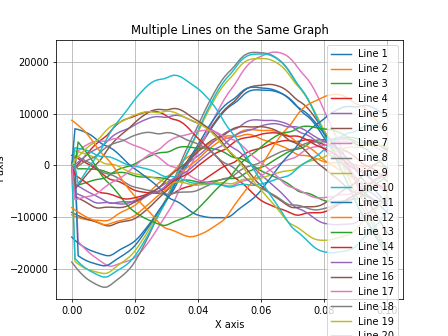 Multiple Lines on the Same Graph
20000
10000
0
−10000
−20000
0.00
0.02
0.04
0.06
X axis
Line 1
Line 2
Line 3
Line 4
Line 5
Line 6
Line 7
Line 8
Line 9
Line 10
Line 11
Line 12
Line 13
Line 14
Line 15
Line 16
Line 17
Line 18
Line 19
Line 20